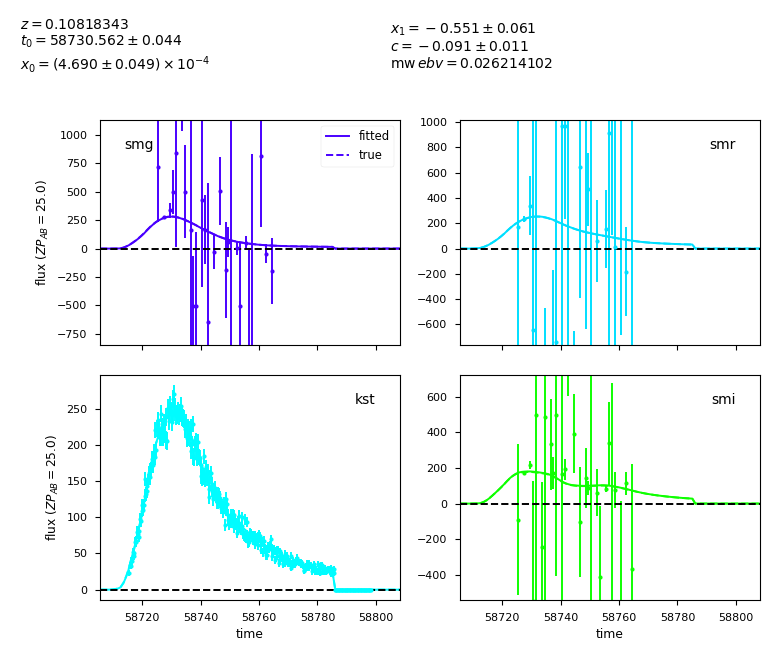 z = 0.10818343
t₀ = 58730.562 ± 0.044
x₀ = (4.690 ± 0.049) × 10⁻⁴
x₁ = −0.551 ± 0.061
c = −0.091 ± 0.011
mw ebv = 0.026214102
smg
fitted
true
1000
750
500
250
0
−250
−500
−750
flux (ZP_AB = 25.0)
smr
1000
800
600
400
200
0
−200
−400
−600
kst
250
200
150
100
50
0
flux (ZP_AB = 25.0)
58720 58740 58760 58780 58800
time
smi
600
400
200
0
−200
−400
58720 58740 58760 58780 58800
time